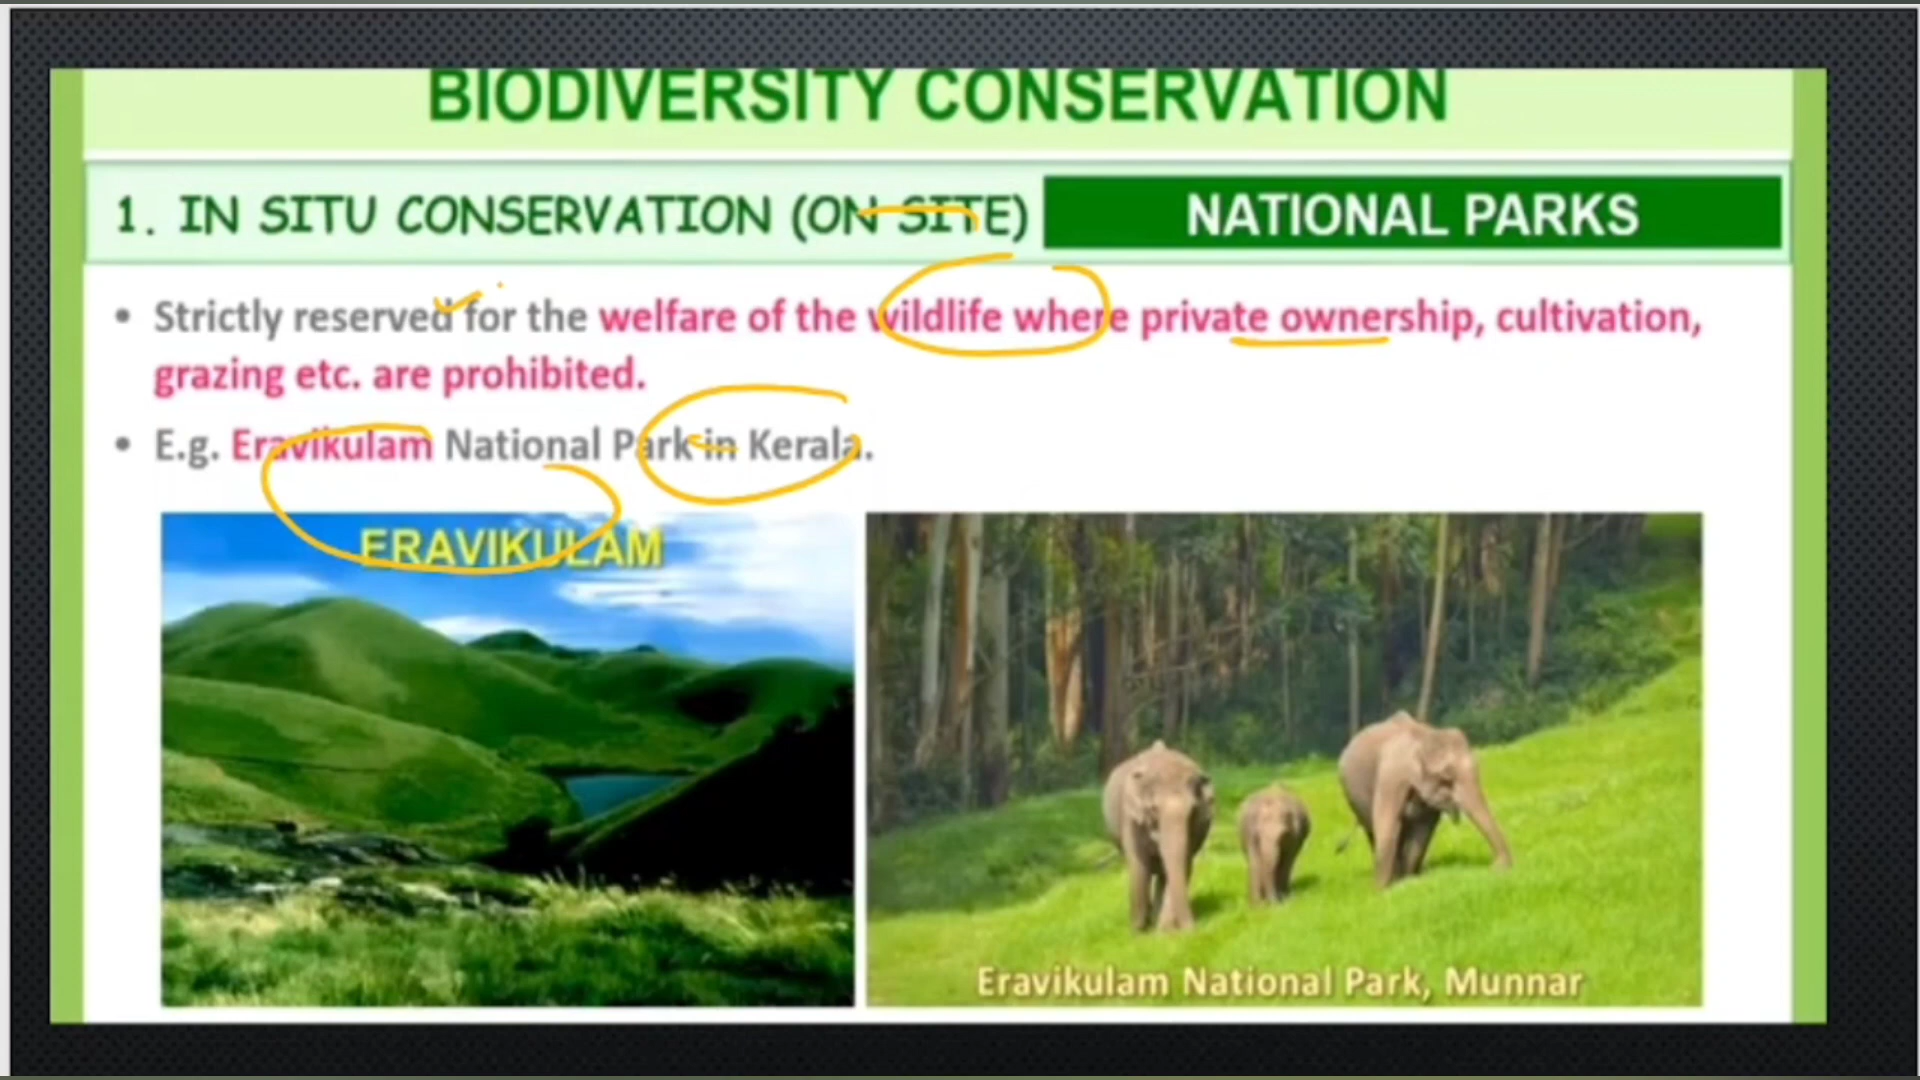 BIODIVERSITY CONSERVATION
1. IN SITU CONSERVATION (ON SITE)
NATIONAL PARKS
• Strictly reserved for the welfare of the wildlife where private ownership, cultivation,
grazing etc. are prohibited.
• E.g. Eravikulam National Park in Kerala.
ERAVIKULAM
Eravikulam National Park, Munnar